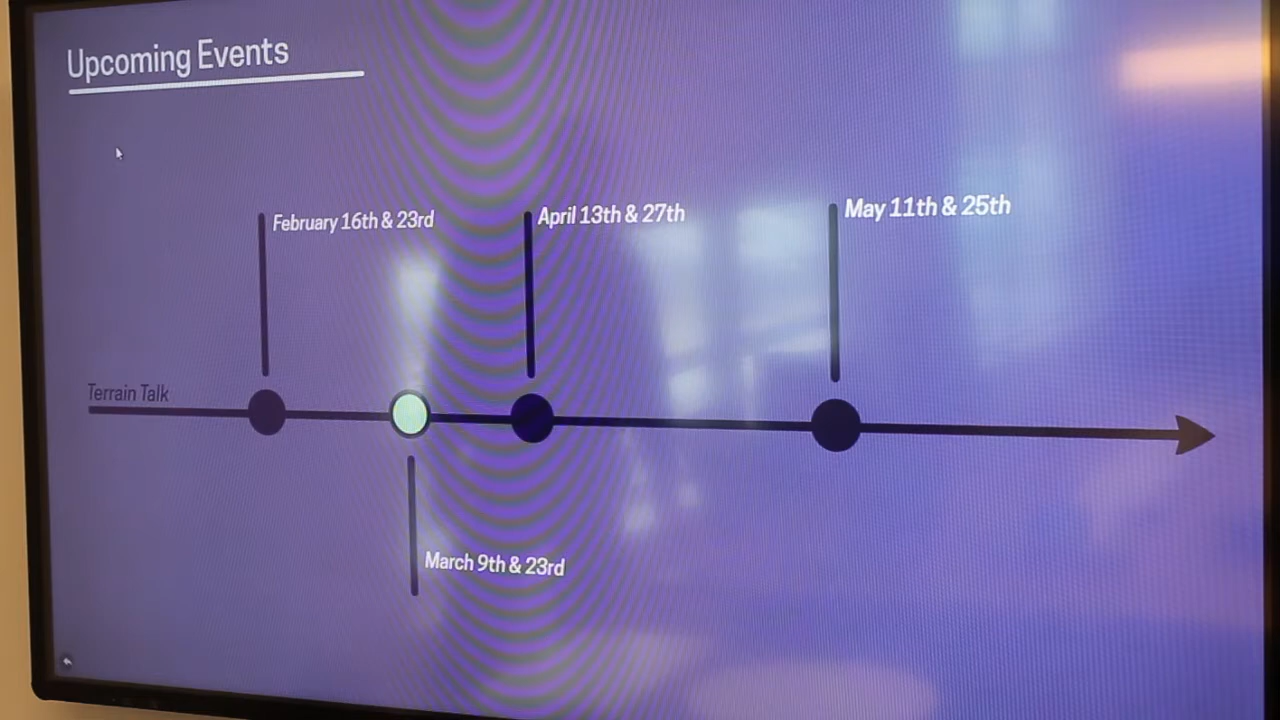 Upcoming Events
February 16th & 23rd
April 13th & 27th
May 11th & 25th
Terrain Talk
March 9th & 23rd